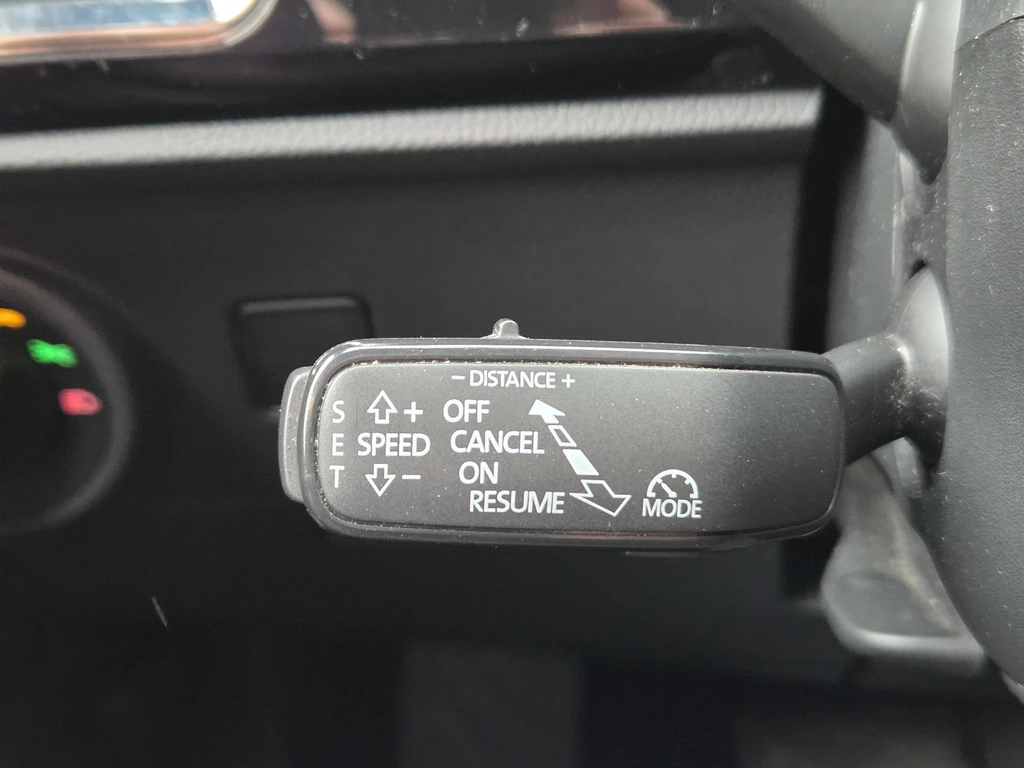 − DISTANCE +
S + OFF
E SPEED CANCEL
T − ON
RESUME
MODE